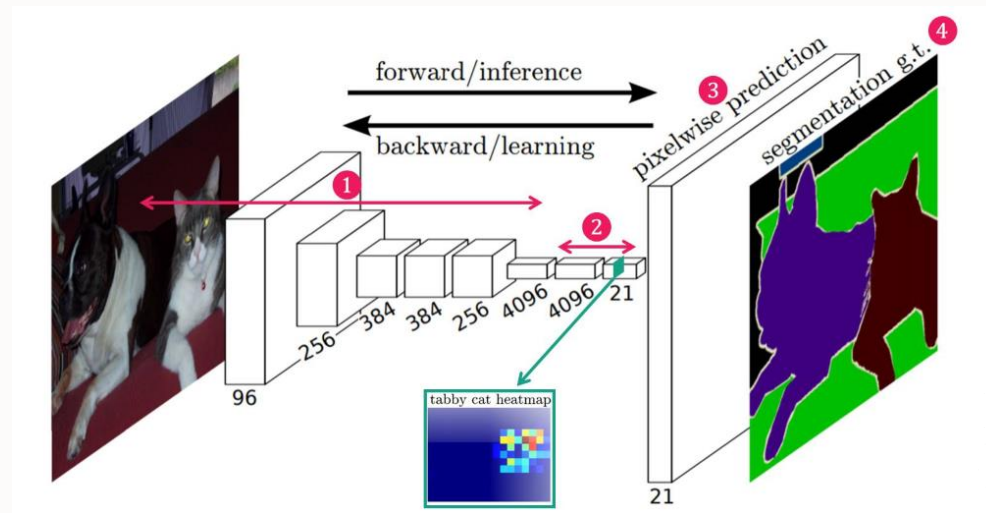 4
3
pixelwise prediction
segmentation g.t.
forward/inference
backward/learning
1
2
96
256
384
384
256
4096
4096
21
tabby cat heatmap
21